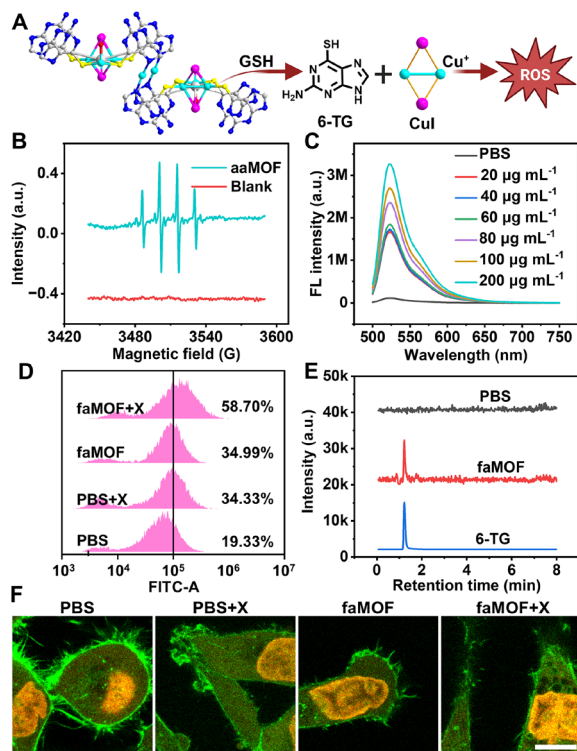 A
GSH
SH
N
N
H₂N
N
N
H
6-TG
+
Cu⁺
CuI
ROS
B
aaMOF
Blank
Intensity (a.u.)
0.4
0.0
−0.4
3420 3480 3540 3600
Magnetic field (G)
C
PBS
20 µg mL⁻¹
40 µg mL⁻¹
60 µg mL⁻¹
80 µg mL⁻¹
100 µg mL⁻¹
200 µg mL⁻¹
FL intensity (a.u.)
3M
2M
1M
0
500 550 600 650 700 750
Wavelength (nm)
D
faMOF+X 58.70%
faMOF 34.99%
PBS+X 34.33%
PBS 19.33%
10³ 10⁴ 10⁵ 10⁶ 10⁷
FITC-A
E
Intensity (a.u.)
50k
40k
30k
20k
10k
0
PBS
faMOF
6-TG
0 2 4 6 8
Retention time (min)
F
PBS PBS+X faMOF faMOF+X